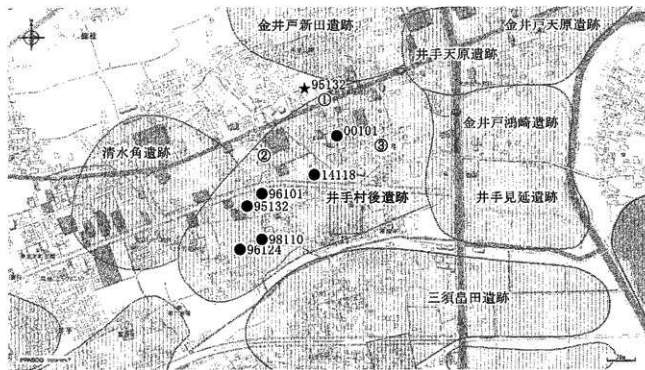 金井戸新田遺跡
金井戸天原遺跡
井手天原遺跡
★95132
①
●00101
金井戸鴻崎遺跡
③
清水角遺跡
②
●14118
●96101
井手村後遺跡
井手見延遺跡
●95132
●98110
●96124
三須畠田遺跡